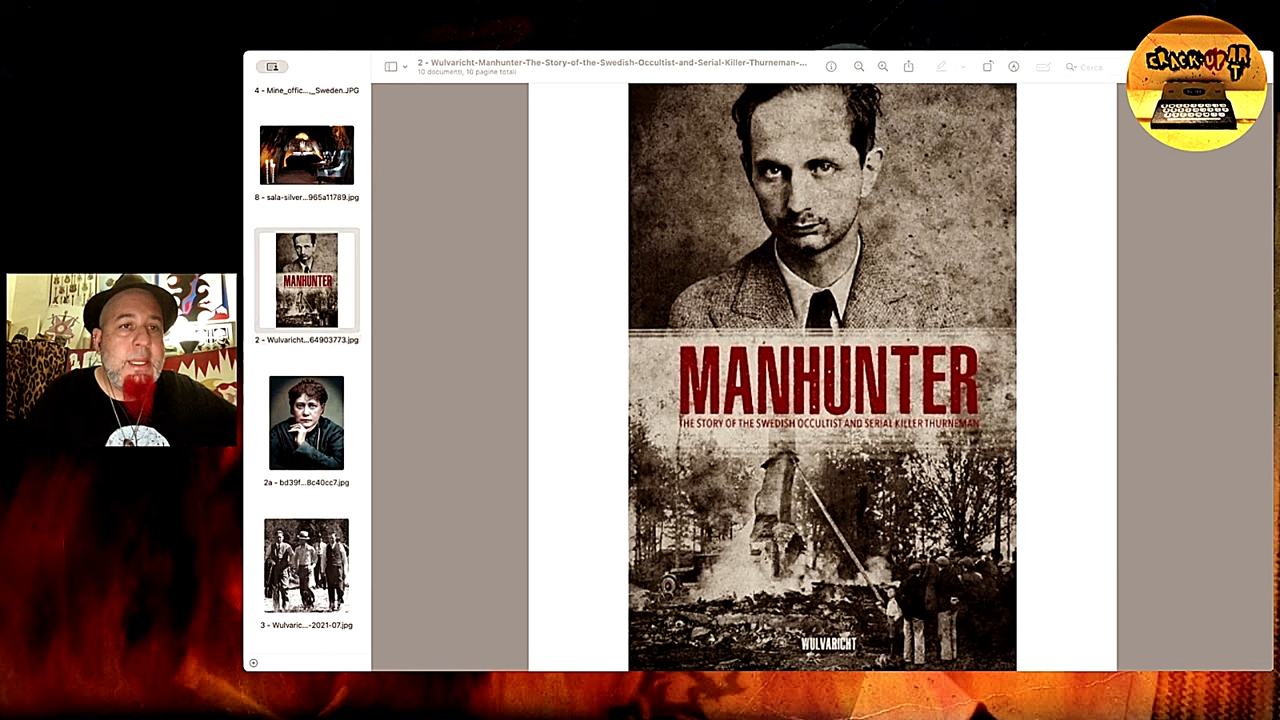 2 - Wulvaricht-Manhunter-The-Story-of-the-Swedish-Occultist-and-Serial-Killer-Thurneman-...
10 documenti, 10 pagine totali
Cerca
CRACK-UP
4 - Mine_offic..._Sweden.JPG
8 - sala-silver...965a11789.jpg
MANHUNTER
2 - Wulvaricht...64903773.jpg
2a - bd39f...8c40cc7.jpg
3 - Wulvaric...-2021-07.jpg
MANHUNTER
THE STORY OF THE SWEDISH OCCULTIST AND SERIAL KILLER THURNEMAN
WULVARICHT